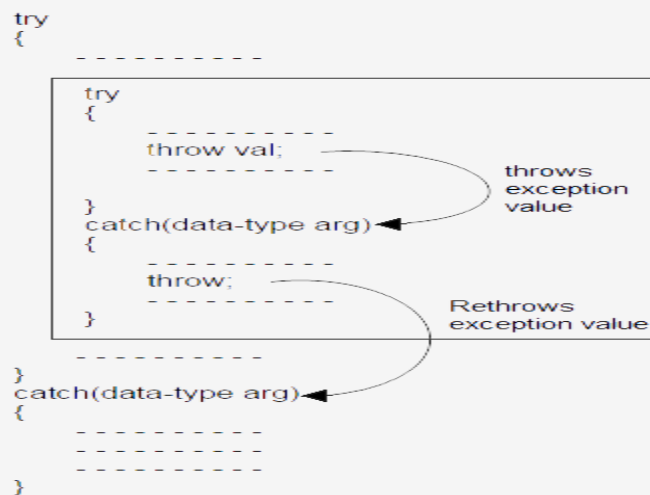 try
{
- - - - - - - - - -
try
{
- - - - - - - - - -
throw val;
- - - - - - - - - -
throws
exception
value
}
catch(data-type arg)
{
- - - - - - - - - -
throw;
- - - - - - - - - -
}
Rethrows
exception value
- - - - - - - - - -
}
catch(data-type arg)
{
- - - - - - - - - -
- - - - - - - - - -
- - - - - - - - - -
}